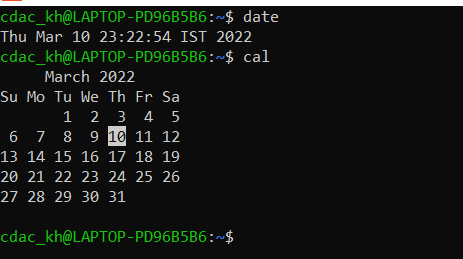 cdac_kh@LAPTOP-PD96B5B6:~$ date
Thu Mar 10 23:22:54 IST 2022
cdac_kh@LAPTOP-PD96B5B6:~$ cal
     March 2022
Su Mo Tu We Th Fr Sa
       1  2  3  4  5
 6  7  8  9 10 11 12
13 14 15 16 17 18 19
20 21 22 23 24 25 26
27 28 29 30 31
cdac_kh@LAPTOP-PD96B5B6:~$